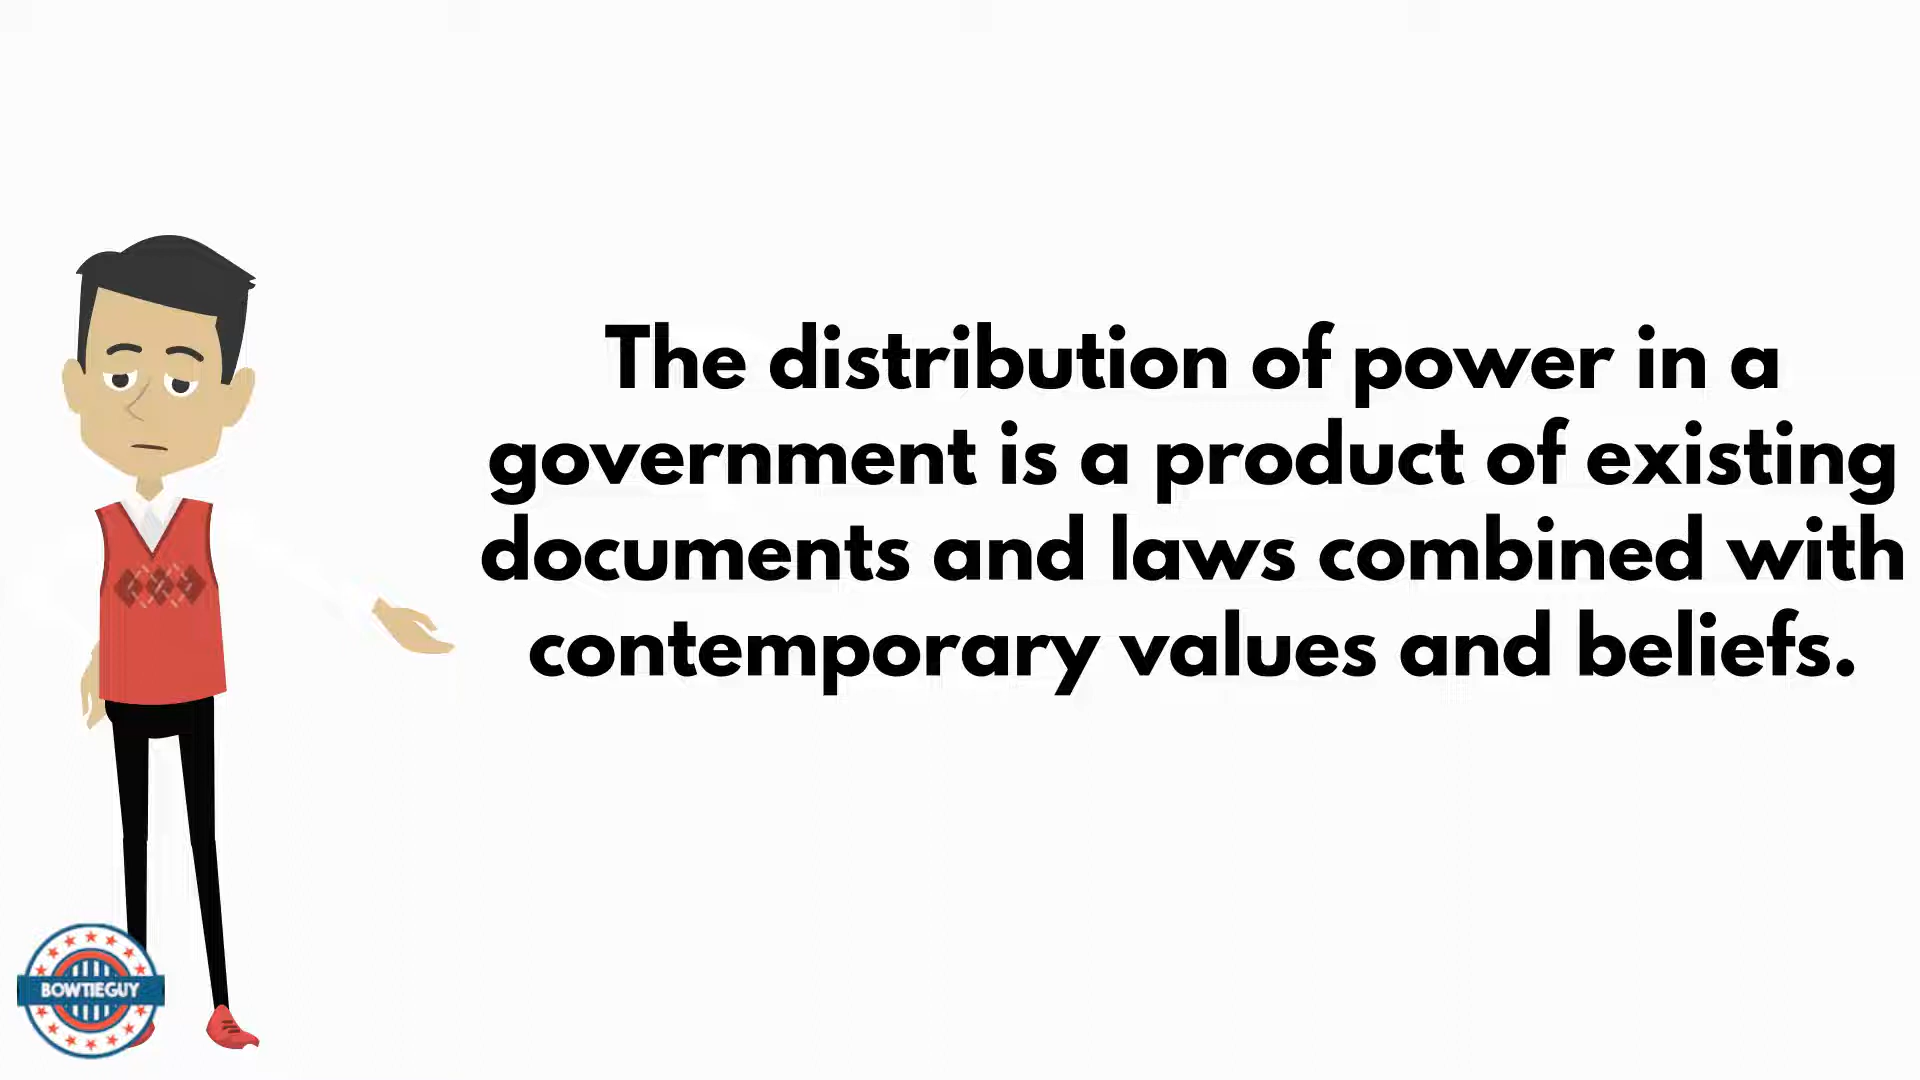 The distribution of power in a
government is a product of existing
documents and laws combined with
contemporary values and beliefs.
BOWTIEGUY